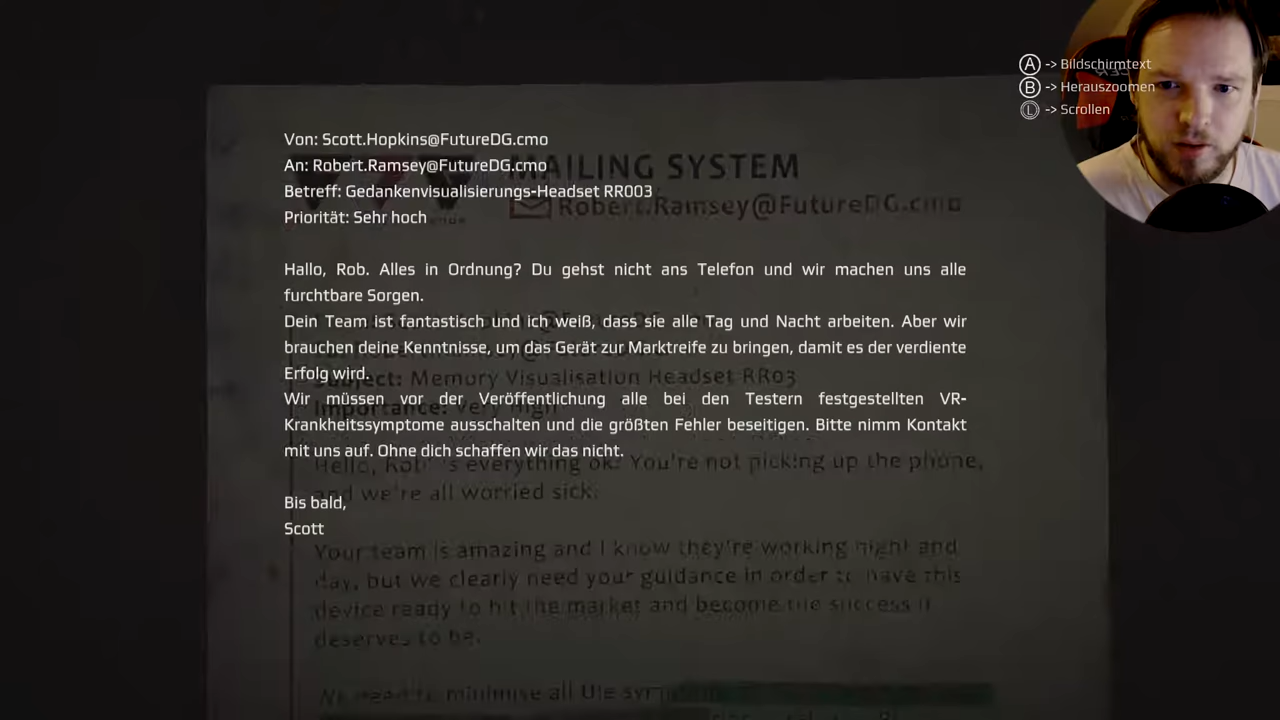 -> Bildschirmtext
-> Herauszoomen
-> Scrollen
A
B
L
Von: Scott.Hopkins@FutureDG.cmo
An: Robert.Ramsey@FutureDG.cmo
Betreff: Gedankenvisualisierungs-Headset RR003
Priorität: Sehr hoch
Hallo, Rob. Alles in Ordnung? Du gehst nicht ans Telefon und wir machen uns alle
furchtbare Sorgen.
Dein Team ist fantastisch und ich weiß, dass sie alle Tag und Nacht arbeiten. Aber wir
brauchen deine Kenntnisse, um das Gerät zur Marktreife zu bringen, damit es der verdiente
Erfolg wird.
Wir müssen vor der Veröffentlichung alle bei den Testern festgestellten VR-
Krankheitssymptome ausschalten und die größten Fehler beseitigen. Bitte nimm Kontakt
mit uns auf. Ohne dich schaffen wir das nicht.
Bis bald,
Scott
MAILING SYSTEM
Robert.Ramsey@FutureDG.cmo
Subject: Memory Visualisation Headset RR03
Importance: Very high
Hello, Rob. everything ok? You're not picking up the phone,
and we're all worried sick.
Your team is amazing and I know they're working night and
day, but we clearly need your guidance in order to have this
device ready to hit the market and become the success it
deserves to be.
We need to minimise all